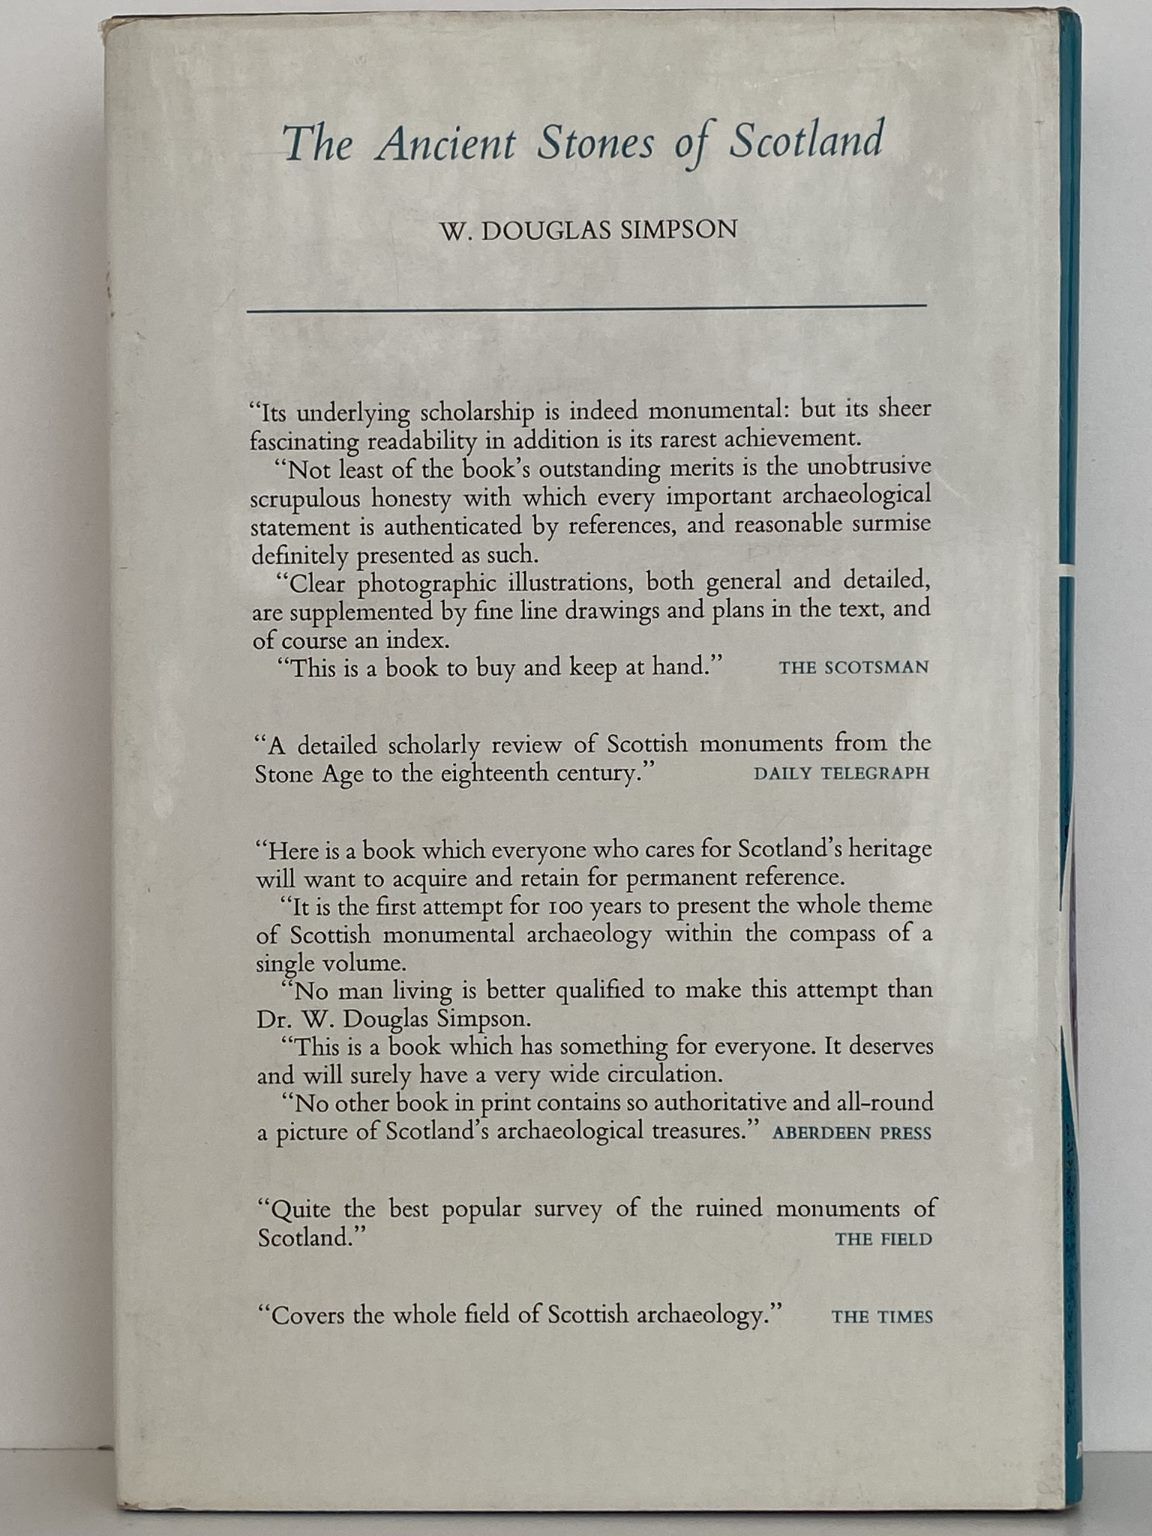 The Ancient Stones of Scotland
W. DOUGLAS SIMPSON
“Its underlying scholarship is indeed monumental: but its sheer
fascinating readability in addition is its rarest achievement.
“Not least of the book’s outstanding merits is the unobtrusive
scrupulous honesty with which every important archaeological
statement is authenticated by references, and reasonable surmise
definitely presented as such.
“Clear photographic illustrations, both general and detailed,
are supplemented by fine line drawings and plans in the text, and
of course an index.
“This is a book to buy and keep at hand.” THE SCOTSMAN
“A detailed scholarly review of Scottish monuments from the
Stone Age to the eighteenth century.” DAILY TELEGRAPH
“Here is a book which everyone who cares for Scotland’s heritage
will want to acquire and retain for permanent reference.
“It is the first attempt for 100 years to present the whole theme
of Scottish monumental archaeology within the compass of a
single volume.
“No man living is better qualified to make this attempt than
Dr. W. Douglas Simpson.
“This is a book which has something for everyone. It deserves
and will surely have a very wide circulation.
“No other book in print contains so authoritative and all-round
a picture of Scotland’s archaeological treasures.” ABERDEEN PRESS
“Quite the best popular survey of the ruined monuments of
Scotland.” THE FIELD
“Covers the whole field of Scottish archaeology.” THE TIMES